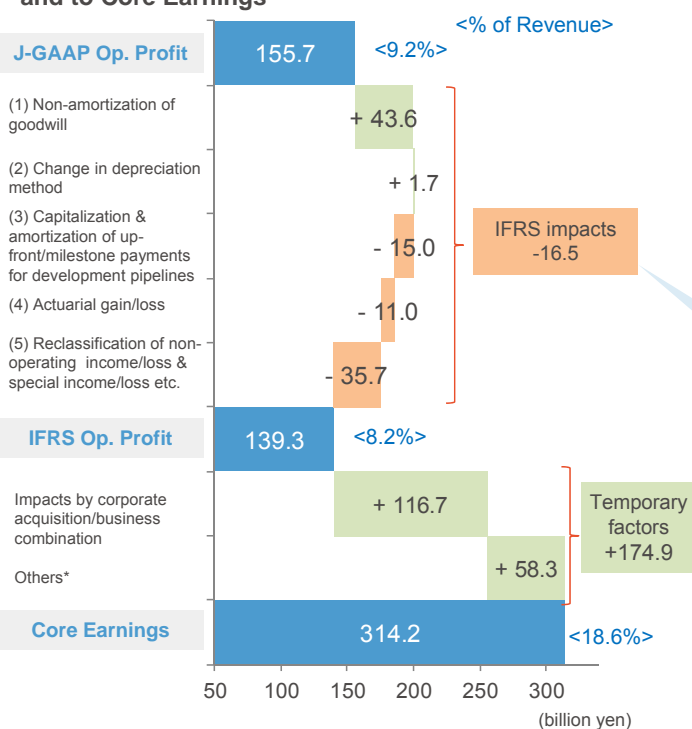 and to Core Earnings
<% of Revenue>
J-GAAP Op. Profit
155.7
<9.2%>
(1) Non-amortization of
goodwill
+ 43.6
(2) Change in depreciation
method
+ 1.7
(3) Capitalization &
amortization of up-
front/milestone payments
for development pipelines
- 15.0
IFRS impacts
-16.5
(4) Actuarial gain/loss
- 11.0
(5) Reclassification of non-
operating income/loss &
special income/loss etc.
- 35.7
IFRS Op. Profit
139.3
<8.2%>
Impacts by corporate
acquisition/business
combination
+ 116.7
Temporary
factors
+174.9
Others*
+ 58.3
Core Earnings
314.2
<18.6%>
50 100 150 200 250 300
(billion yen)